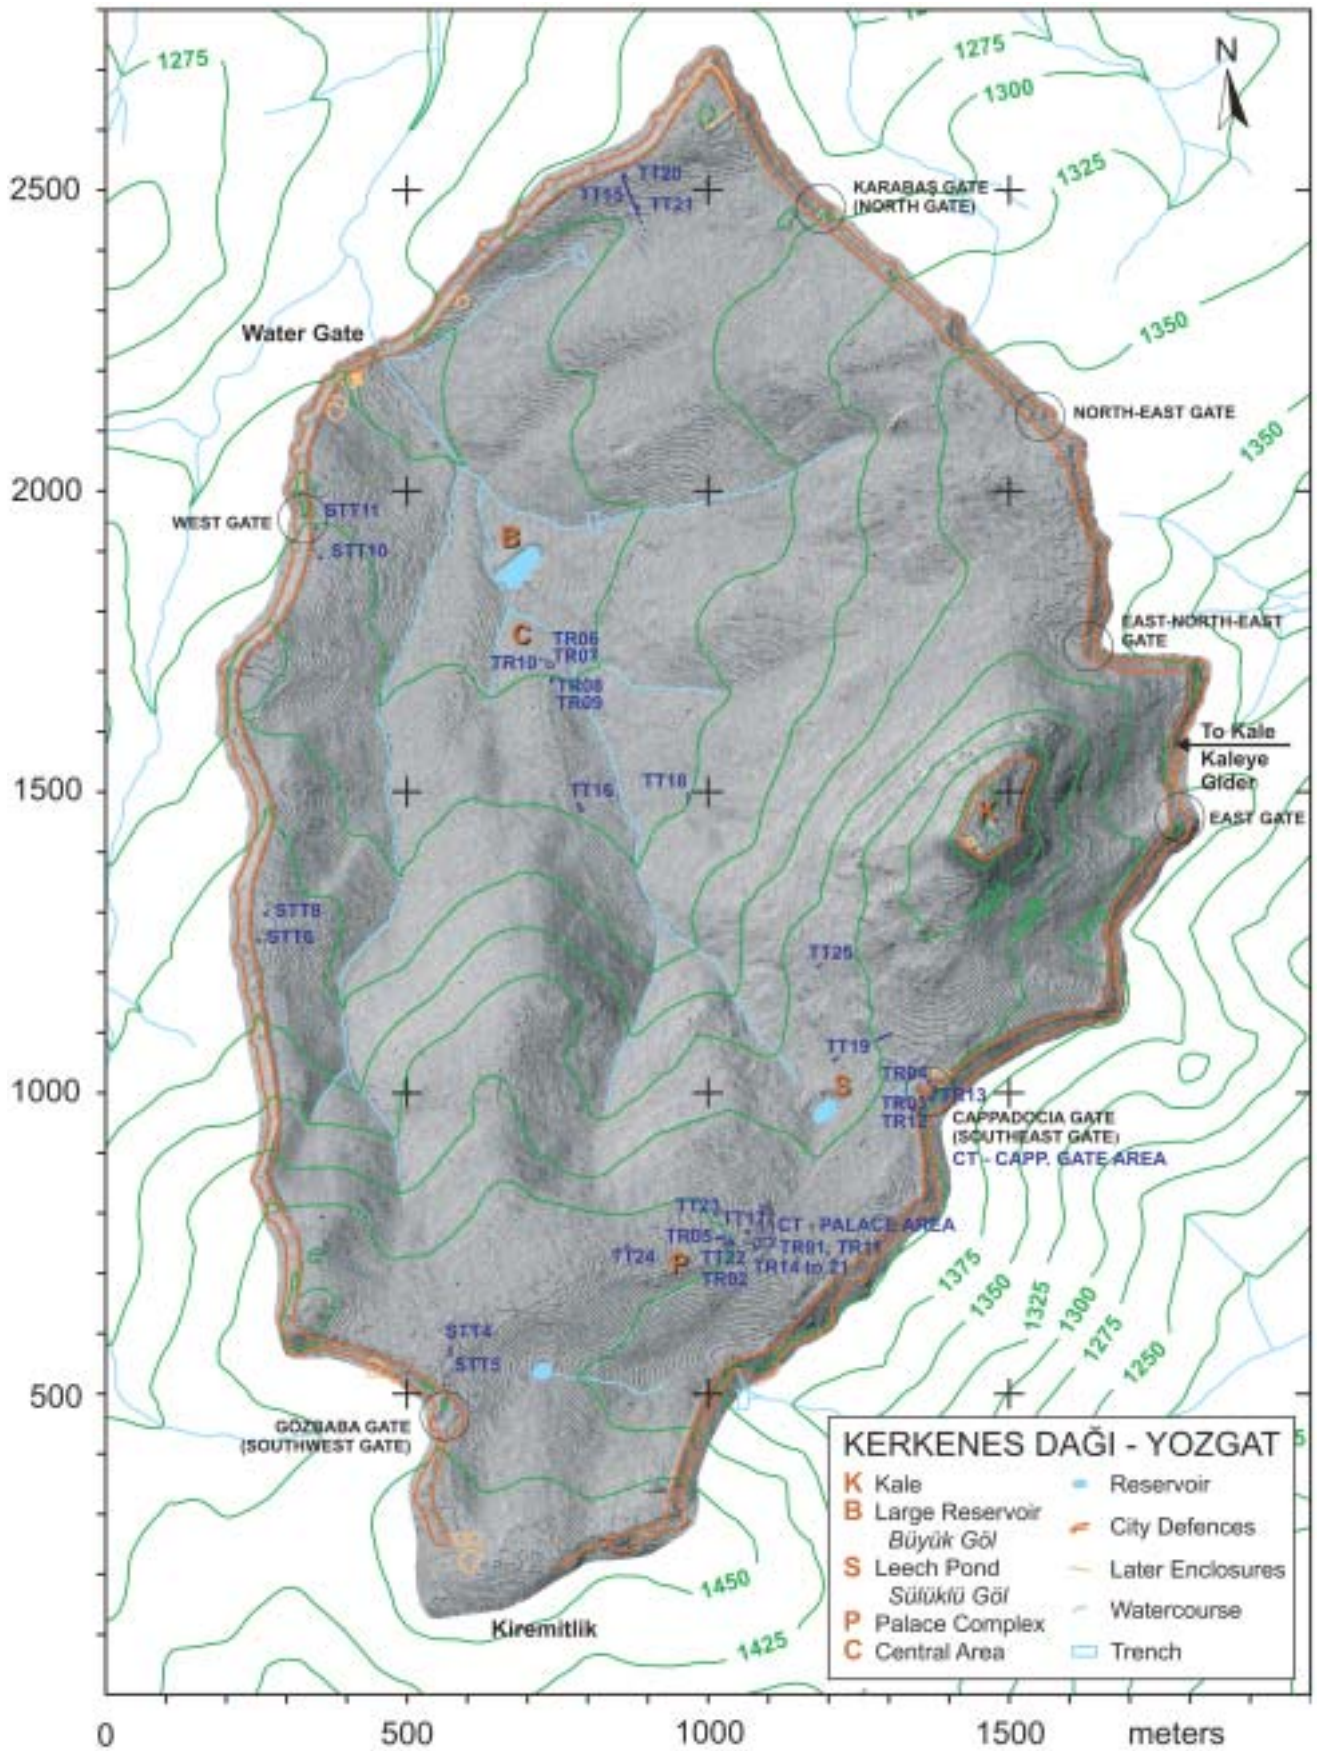 1275
1275
1300
N
1325
2500
TT20
TT15
TT21
KARABAŞ GATE
(NORTH GATE)
Water Gate
1350
NORTH-EAST GATE
1350
2000
WEST GATE
STT11
STT10
B
C
TR06
TR10
TR07
TR08
TR09
EAST-NORTH-EAST
GATE
To Kale
Kaleye
Gider
1500
TT16
TT18
K
EAST GATE
STT8
STT6
TT25
TT19
S
1000
TR04
TR13
TR12
CAPPADOCIA GATE
(SOUTHEAST GATE)
CT - CAPP. GATE AREA
TT23
TT17
CT - PALACE AREA
TR05
TR01, TR11
TT24
P
TT22
TR14 to 21
TR02
1375
1350
1325
1300
1275
1250
STT4
STT5
500
GÖZBABA GATE
(SOUTHWEST GATE)
1450
1425
Kiremitlik
KERKENES DAĞI - YOZGAT
K Kale
B Large Reservoir
Büyük Göl
S Leech Pond
Sülüklü Göl
P Palace Complex
C Central Area
Reservoir
City Defences
Later Enclosures
Watercourse
Trench
5
0
500
1000
1500
meters